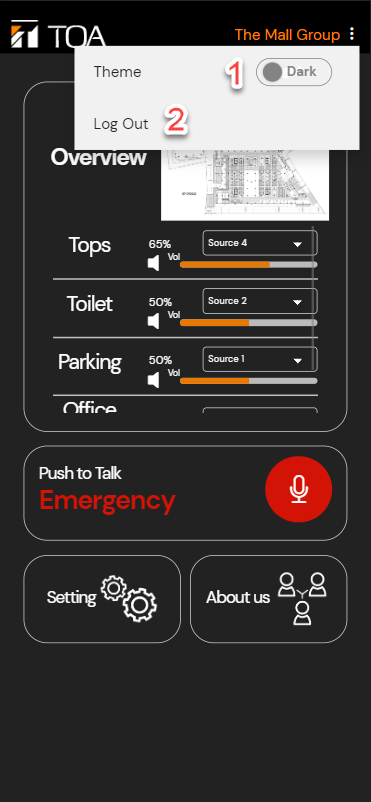 TOA
The Mall Group
Theme
1
Dark
Log Out
2
Overview
Tops
65%
Vol
Source 4
Toilet
50%
Vol
Source 2
Parking
50%
Vol
Source 1
Office
Push to Talk
Emergency
Setting
About us